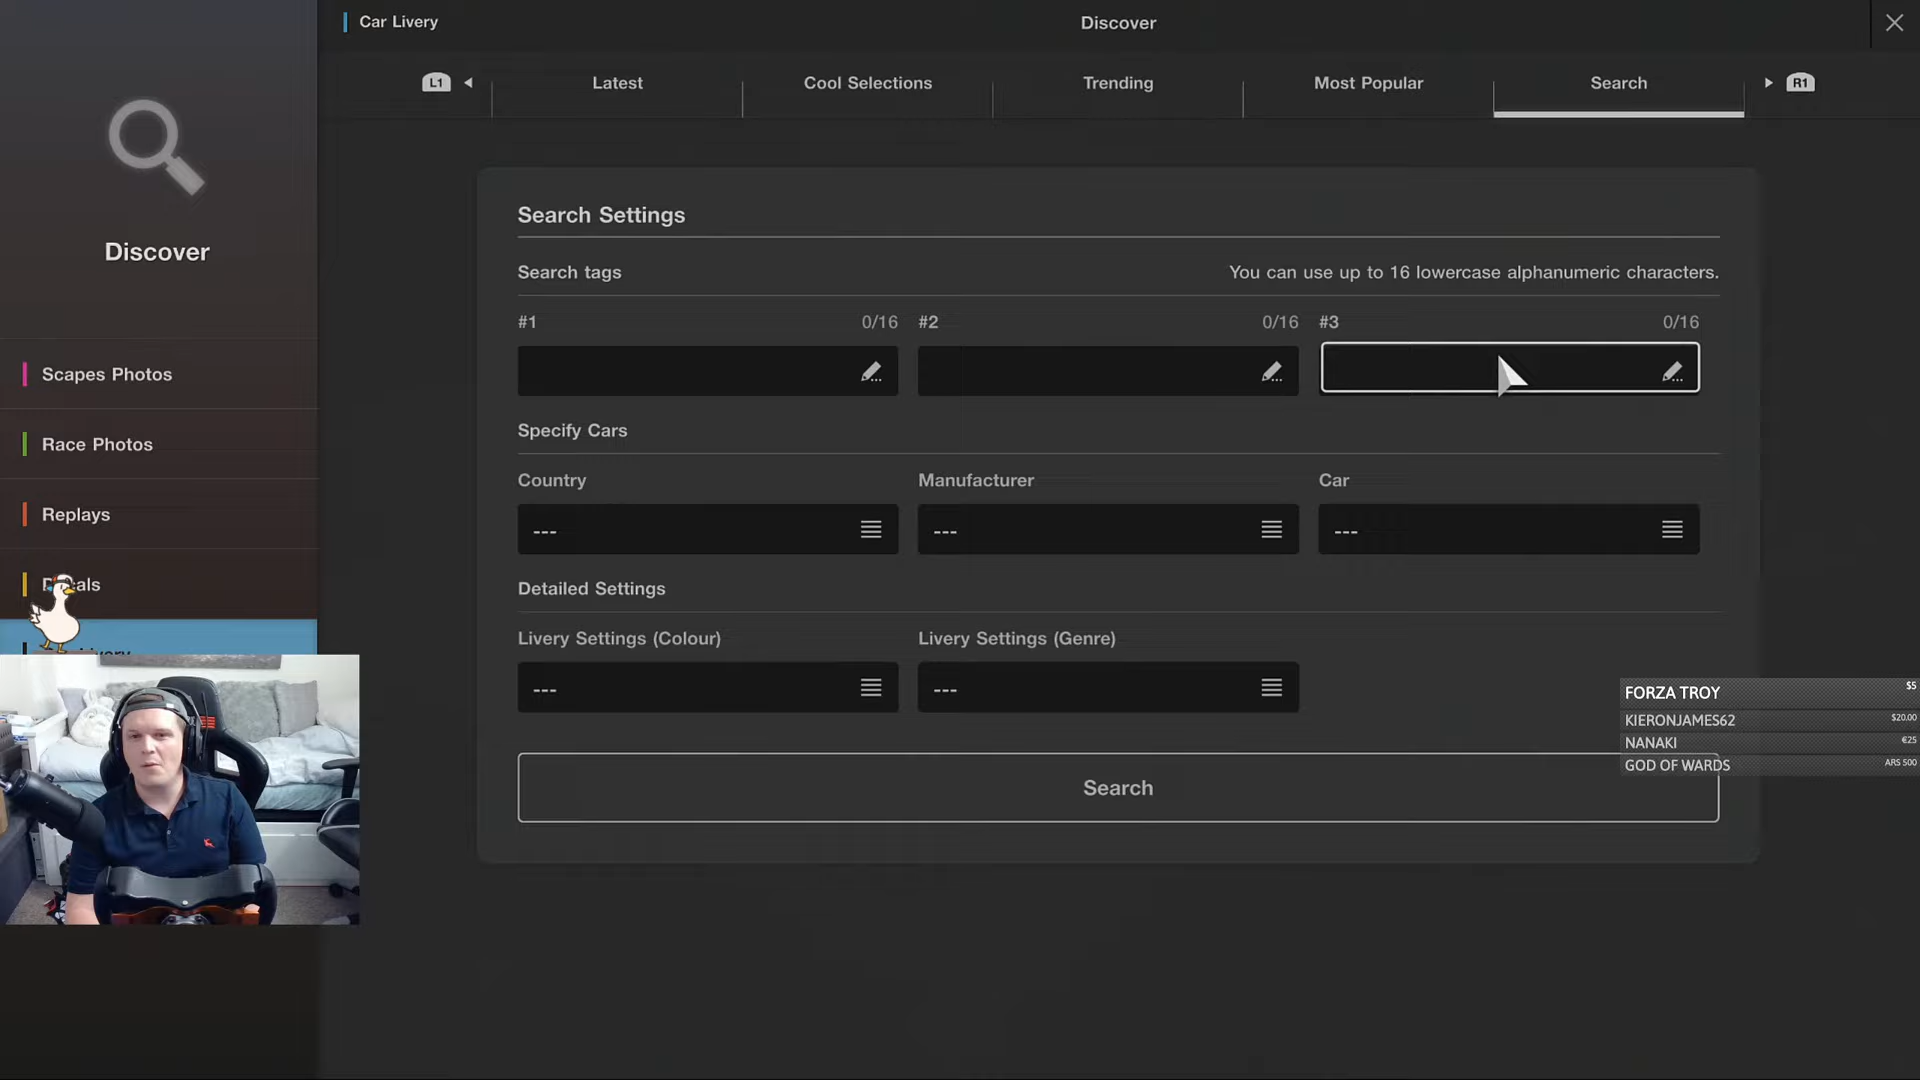 Car Livery
Discover
L1
Latest
Cool Selections
Trending
Most Popular
Search
R1
Discover
Search Settings
Search tags
You can use up to 16 lowercase alphanumeric characters.
#1 0/16
#2 0/16
#3 0/16
Scapes Photos
Race Photos
Replays
Specify Cars
Country
Manufacturer
Car
---
---
---
Detailed Settings
Livery Settings (Colour)
Livery Settings (Genre)
---
---
Search
FORZA TROY $5
KIERONJAMES62 $20.00
NANAKI €25
GOD OF WARDS ARS 500